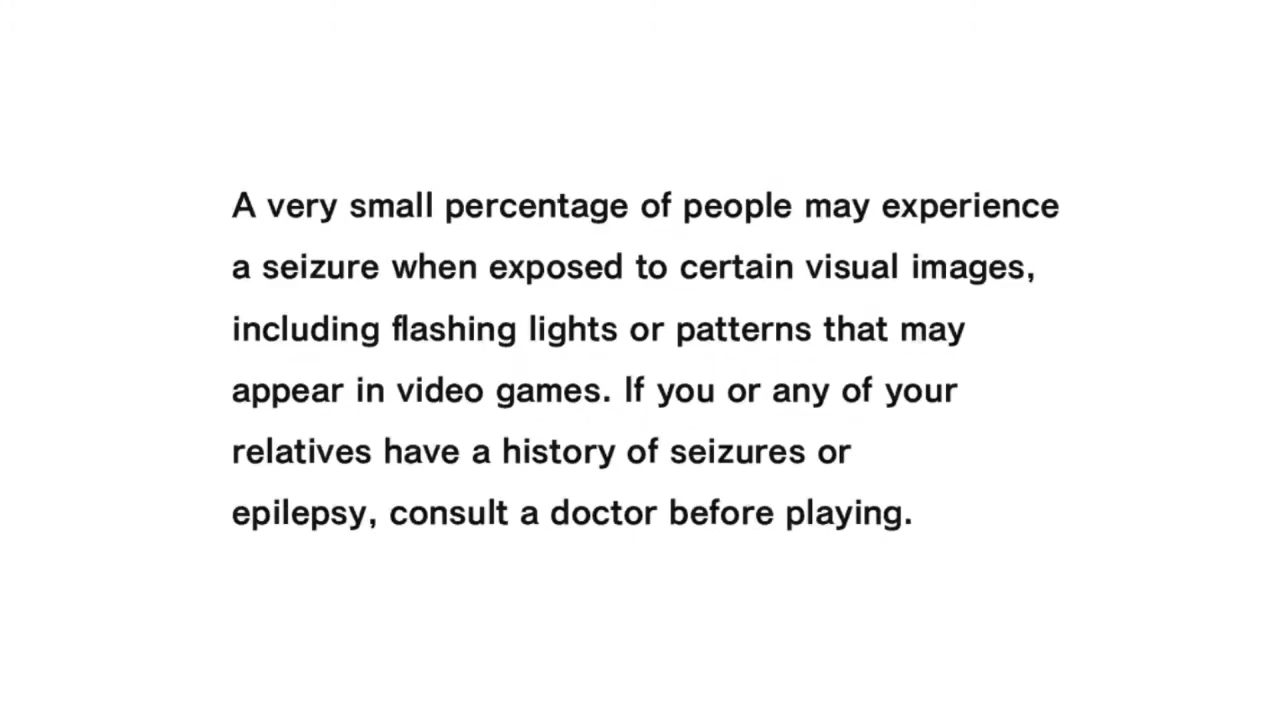 A very small percentage of people may experience
a seizure when exposed to certain visual images,
including flashing lights or patterns that may
appear in video games. If you or any of your
relatives have a history of seizures or
epilepsy, consult a doctor before playing.